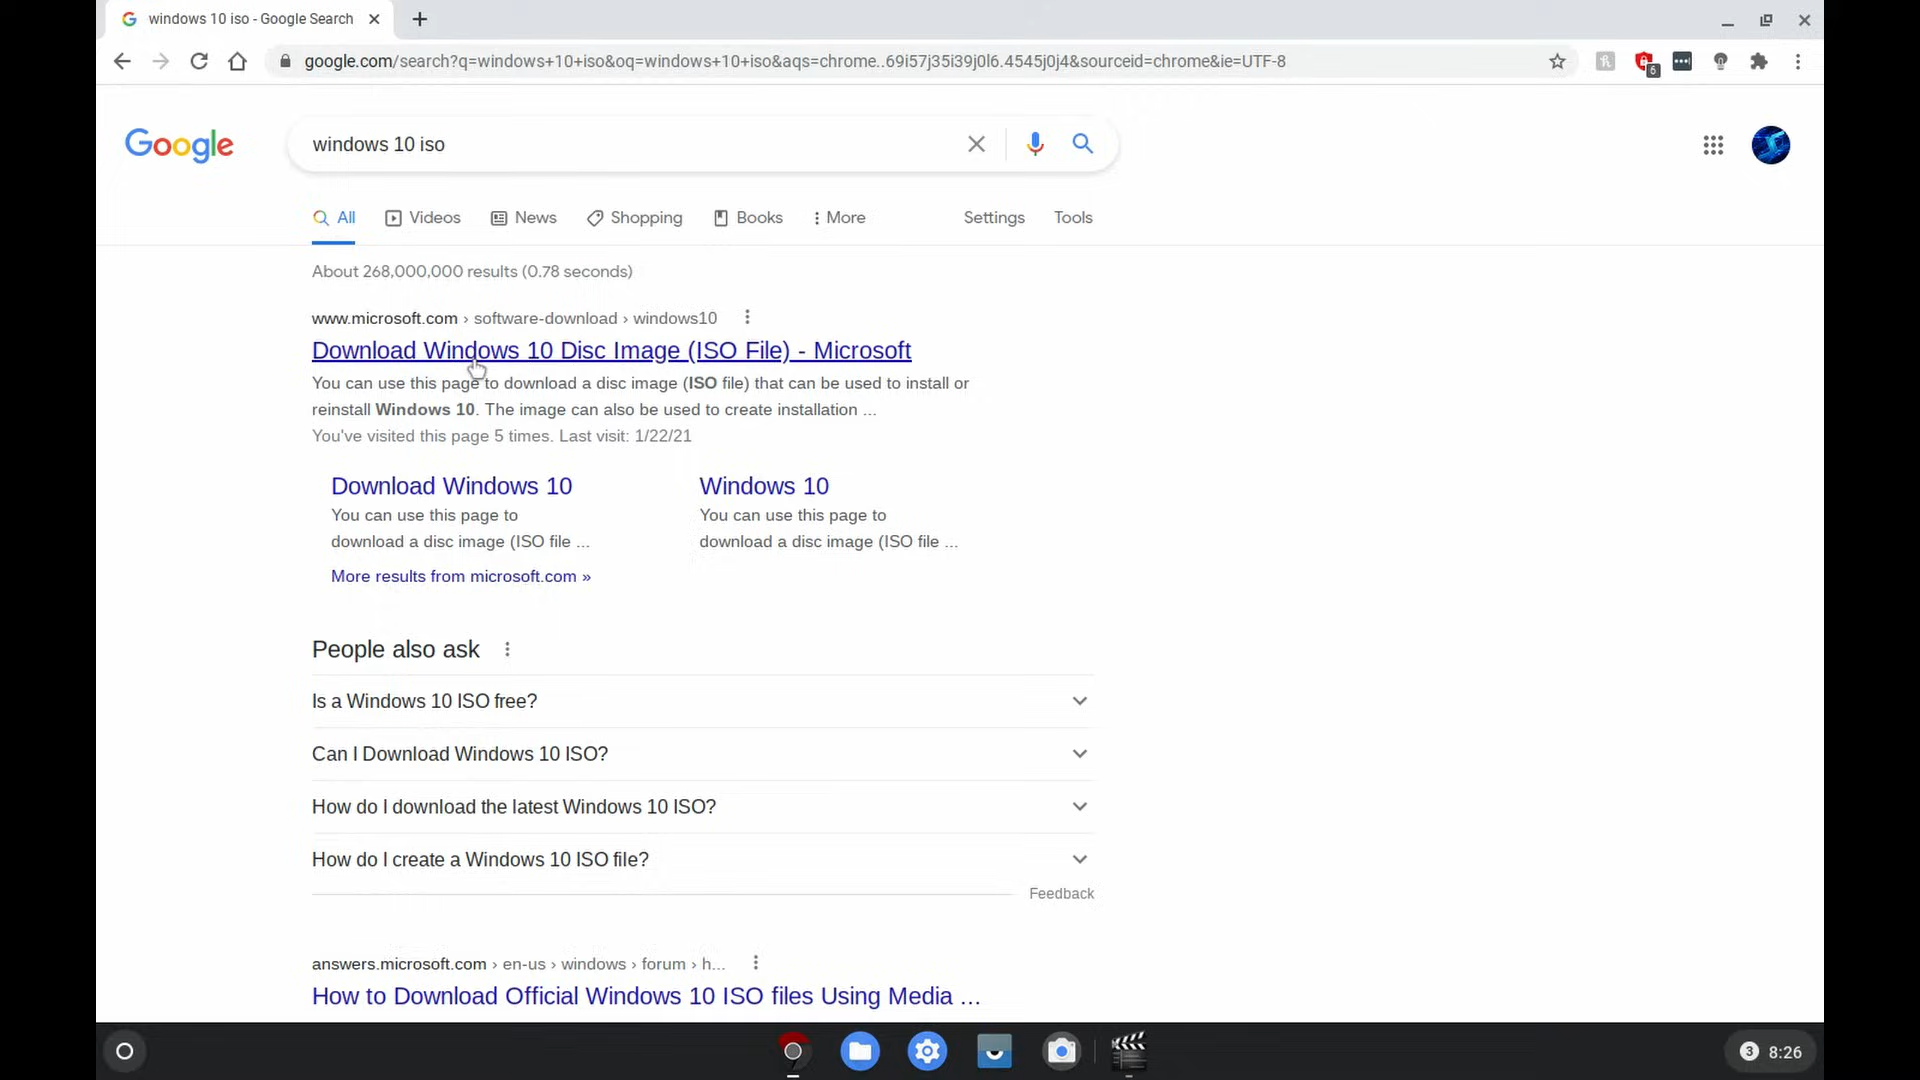 windows 10 iso - Google Search
google.com/search?q=windows+10+iso&oq=windows+10+iso&aqs=chrome..69i57j35i39j0l6.4545j0j4&sourceid=chrome&ie=UTF-8
6
Google
windows 10 iso
All
Videos
News
Shopping
Books
More
Settings
Tools
About 268,000,000 results (0.78 seconds)
www.microsoft.com › software-download › windows10
Download Windows 10 Disc Image (ISO File) - Microsoft
You can use this page to download a disc image (ISO file) that can be used to install or
reinstall Windows 10. The image can also be used to create installation ...
You've visited this page 5 times. Last visit: 1/22/21
Download Windows 10
You can use this page to
download a disc image (ISO file ...
Windows 10
You can use this page to
download a disc image (ISO file ...
More results from microsoft.com »
People also ask
Is a Windows 10 ISO free?
Can I Download Windows 10 ISO?
How do I download the latest Windows 10 ISO?
How do I create a Windows 10 ISO file?
Feedback
answers.microsoft.com › en-us › windows › forum › h...
How to Download Official Windows 10 ISO files Using Media ...
3 8:26